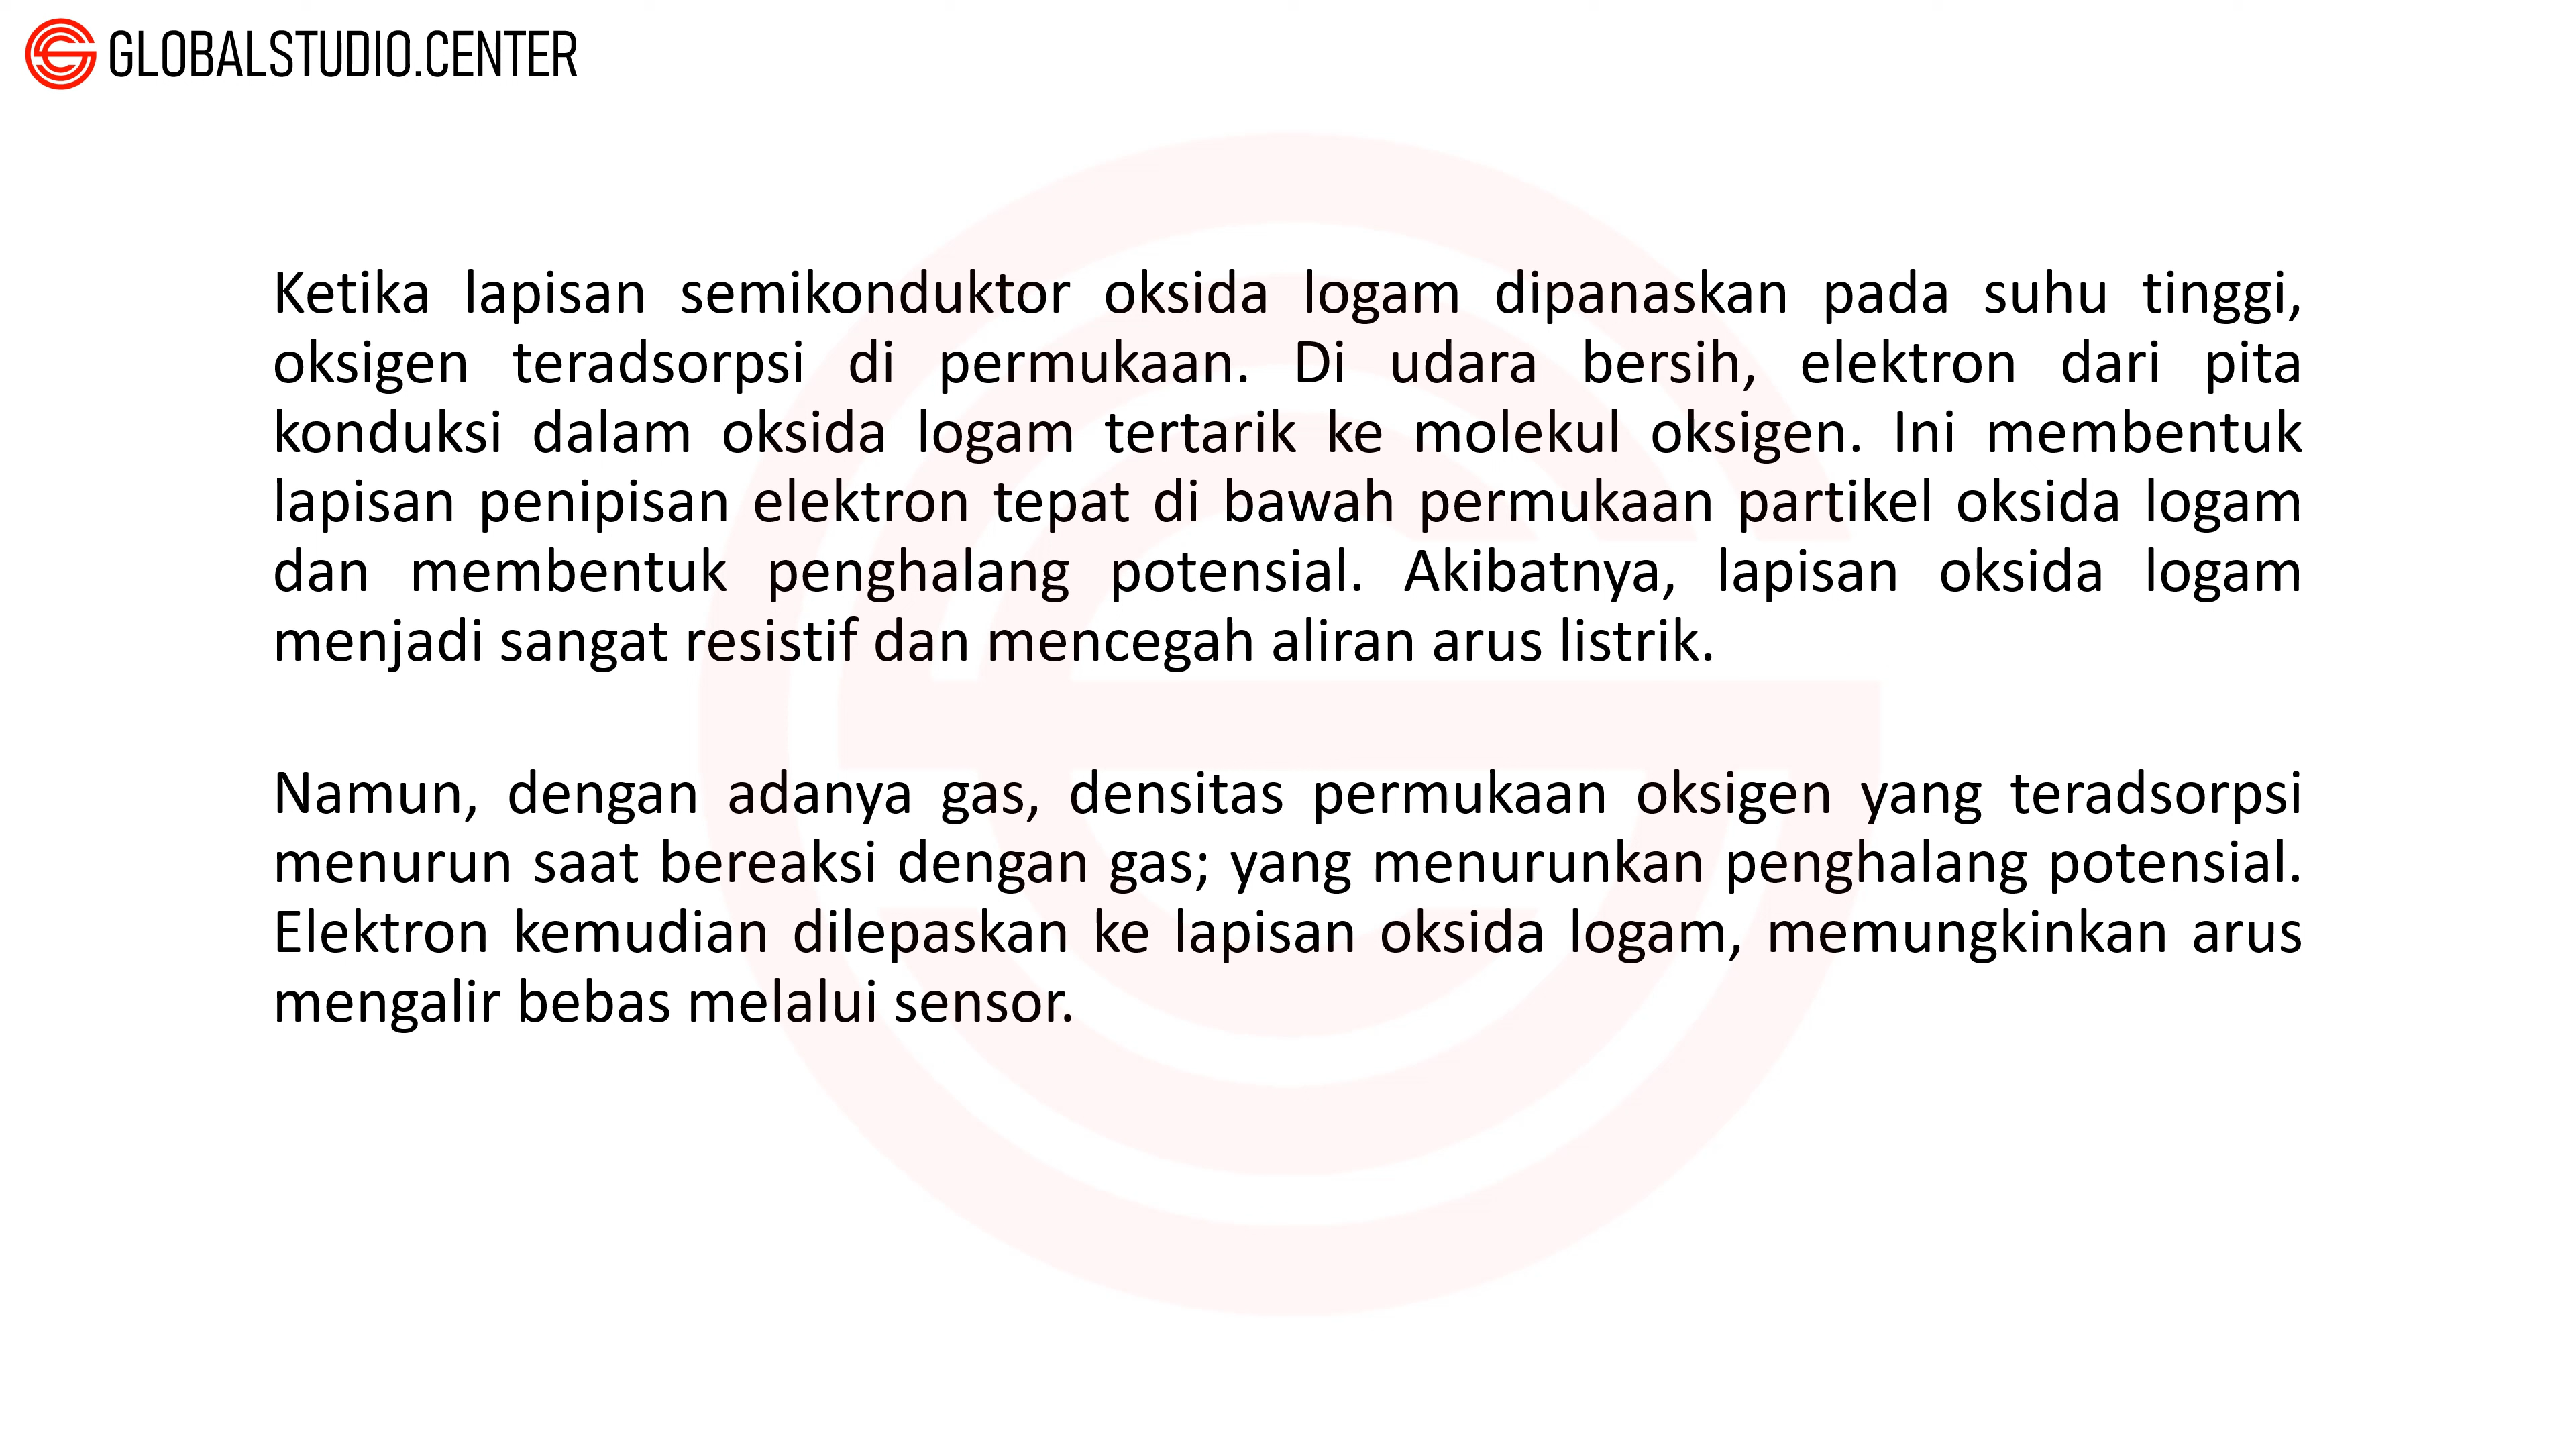 GLOBALSTUDIO.CENTER
Ketika lapisan semikonduktor oksida logam dipanaskan pada suhu tinggi,
oksigen teradsorpsi di permukaan. Di udara bersih, elektron dari pita
konduksi dalam oksida logam tertarik ke molekul oksigen. Ini membentuk
lapisan penipisan elektron tepat di bawah permukaan partikel oksida logam
dan membentuk penghalang potensial. Akibatnya, lapisan oksida logam
menjadi sangat resistif dan mencegah aliran arus listrik.
Namun, dengan adanya gas, densitas permukaan oksigen yang teradsorpsi
menurun saat bereaksi dengan gas; yang menurunkan penghalang potensial.
Elektron kemudian dilepaskan ke lapisan oksida logam, memungkinkan arus
mengalir bebas melalui sensor.